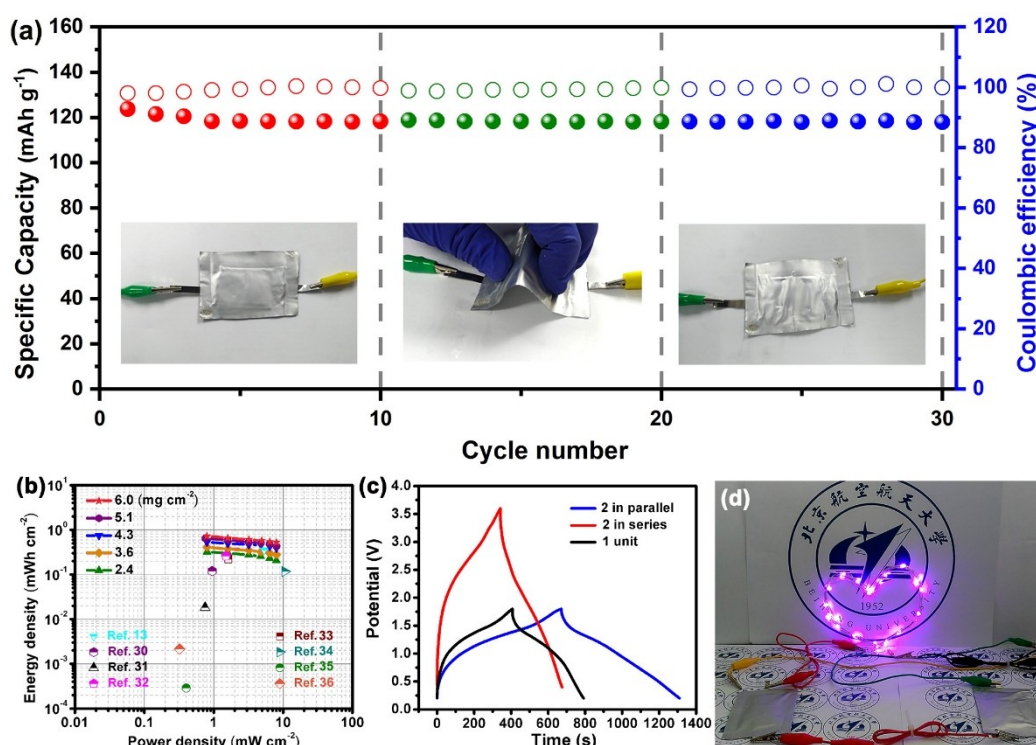 (a)
Specific Capacity (mAh g⁻¹)
160
140
120
100
80
60
40
20
0
120
100
80
60
40
20
0
Coulombic efficiency (%)
0
10
20
30
Cycle number
(b)
Energy density (mWh cm⁻²)
10¹
10⁰
10⁻¹
10⁻²
10⁻³
10⁻⁴
6.0 (mg cm⁻²)
5.1
4.3
3.6
2.4
Ref. 13
Ref. 30
Ref. 31
Ref. 32
Ref. 33
Ref. 34
Ref. 35
Ref. 36
0.01
0.1
1
10
100
Power density (mW cm⁻²)
(c)
Potential (V)
4.0
3.5
3.0
2.5
2.0
1.5
1.0
0.5
0.0
2 in parallel
2 in series
1 unit
0
200
400
600
800
1000
1200
1400
Time (s)
(d)
北京航空航天大學
1952
UNIVERSITY